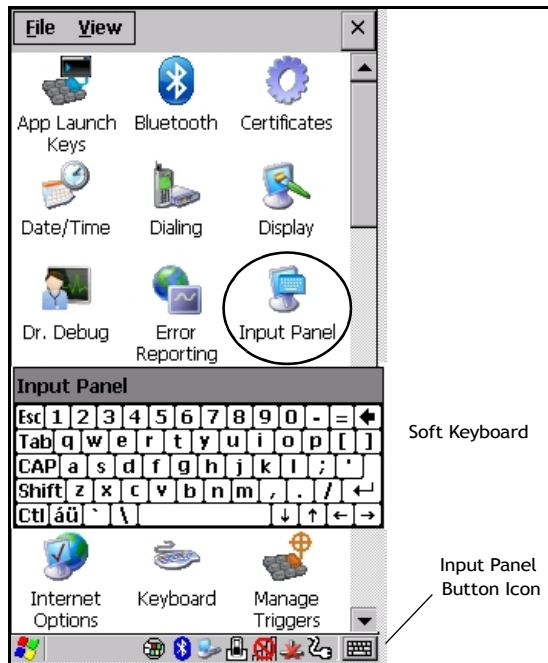 File View ×
App Launch Keys
Bluetooth
Certificates
Date/Time
Dialing
Display
Dr. Debug
Error Reporting
Input Panel
Input Panel
Esc 1 2 3 4 5 6 7 8 9 0 - = 🡄
Tab q w e r t y u i o p [ ]
CAP a s d f g h j k l ; '
Shift z x c v b n m , . / ↵
Ctl áü ` \ ↓ ↑ ← →
Soft Keyboard
Internet Options
Keyboard
Manage Triggers
Input Panel
Button Icon